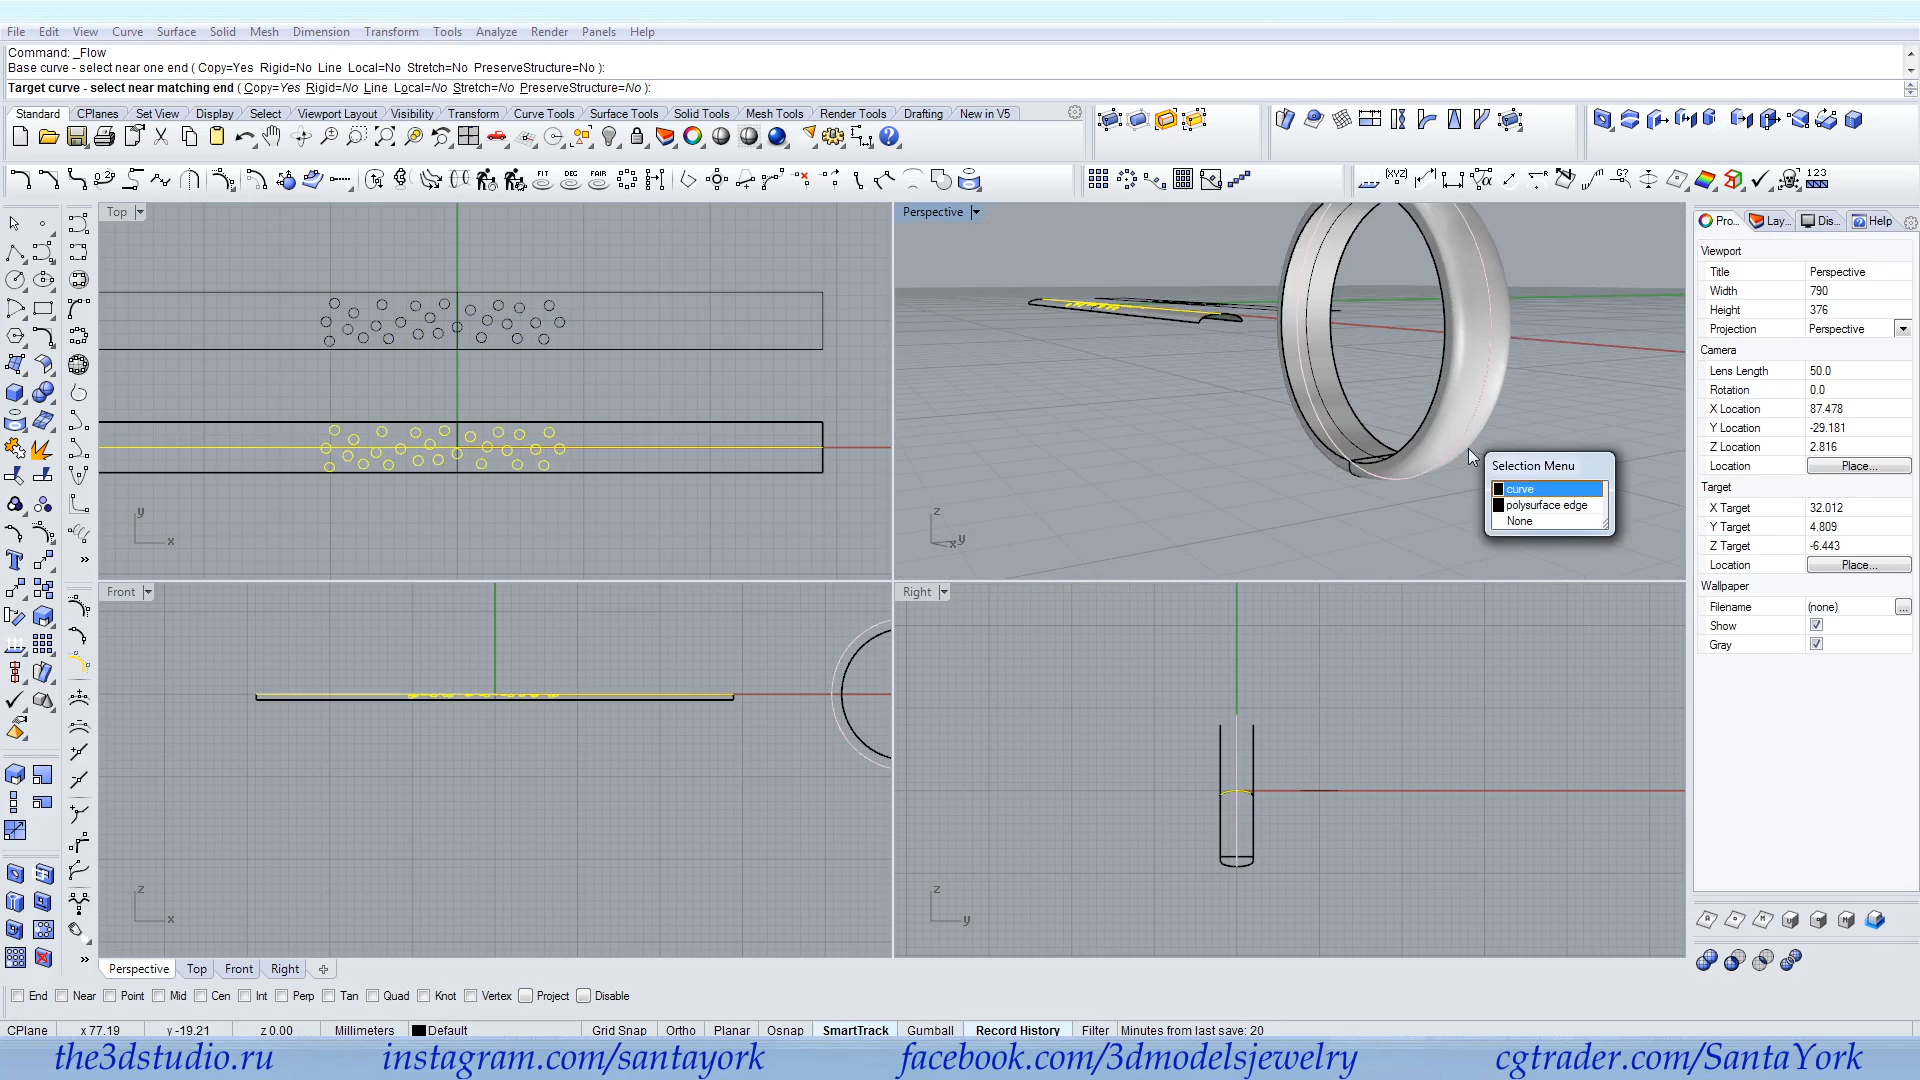 File Edit View Curve Surface Solid Mesh Dimension Transform Tools Analyze Render Panels Help
Command: _Flow
Base curve - select near one end ( Copy=Yes Rigid=No Line Local=No Stretch=No PreserveStructure=No ):
Target curve - select near matching end ( Copy=Yes Rigid=No Line Local=No Stretch=No PreserveStructure=No ):
Standard CPlanes Set View Display Select Viewport Layout Visibility Transform Curve Tools Surface Tools Solid Tools Mesh Tools Render Tools Drafting New in V5
FIT DEG FAIR
[XYZ] G? 123
Top
Perspective
Pro... Lay... Dis... Help
Viewport
Title Perspective
Width 790
Height 376
Projection Perspective
Camera
Lens Length 50.0
Rotation 0.0
X Location 87.478
Y Location -29.181
Z Location 2.816
Location Place...
Target
X Target 32.012
Y Target 4.809
Z Target -6.443
Location Place...
Wallpaper
Filename (none) ...
Show
Gray
Selection Menu
curve
polysurface edge
None
y
x
z
x y
Front
Right
z
x
z
y
Perspective Top Front Right
End Near Point Mid Cen Int Perp Tan Quad Knot Vertex Project Disable
CPlane x 77.19 y -19.21 z 0.00 Millimeters Default Grid Snap Ortho Planar Osnap SmartTrack Gumball Record History Filter Minutes from last save: 20
the3dstudio.ru instagram.com/santayork facebook.com/3dmodelsjewelry cgtrader.com/SantaYork